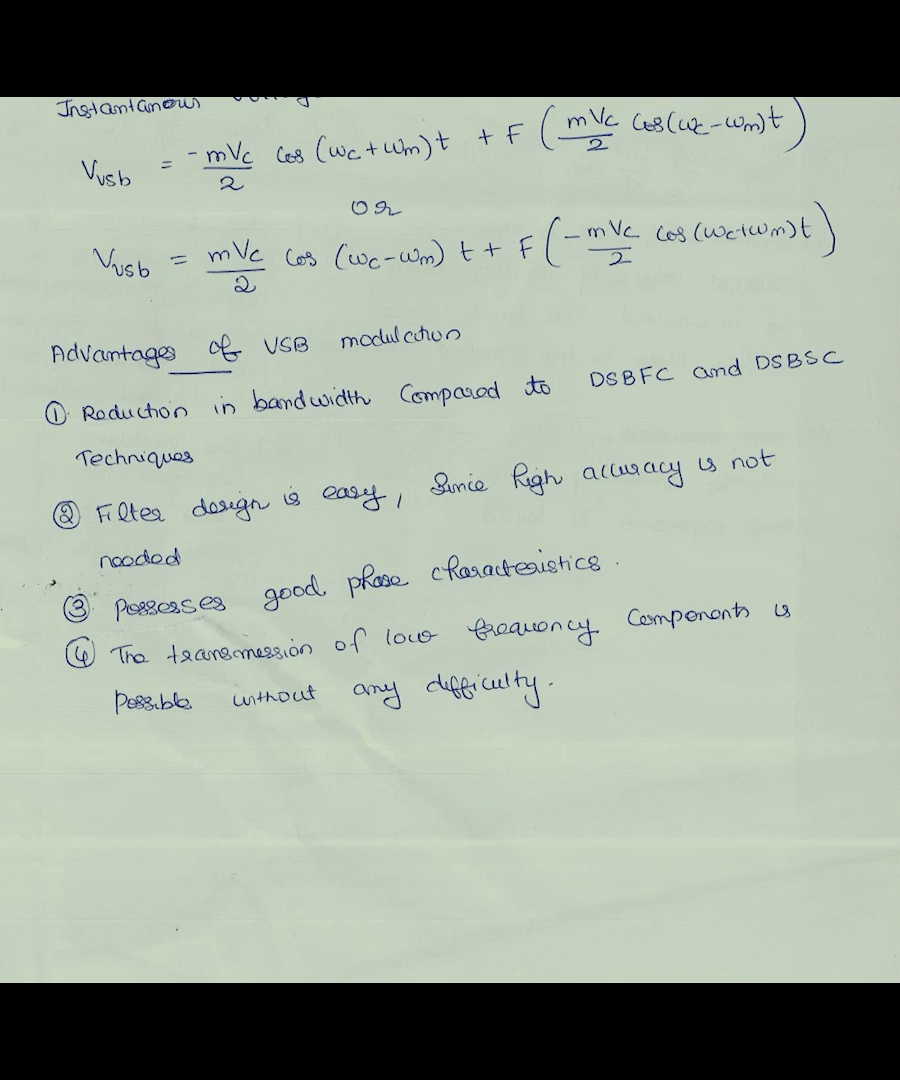 Instantaneous
Vvsb = -mVc/2 cos (ωc + ωm) t + F (mVc/2 cos (ωc - ωm) t)
or
Vvsb = mVc/2 cos (ωc - ωm) t + F (-mVc/2 cos (ωc + ωm) t)
Advantages of VSB modulation
① Reduction in bandwidth Compared to DSBFC and DSBSC
Techniques
② Filter design is easy, Since high accuracy is not
needed
③ Possesses good phase characteristics.
④ The transmession of low frequency Components is
Possible without any difficulty.